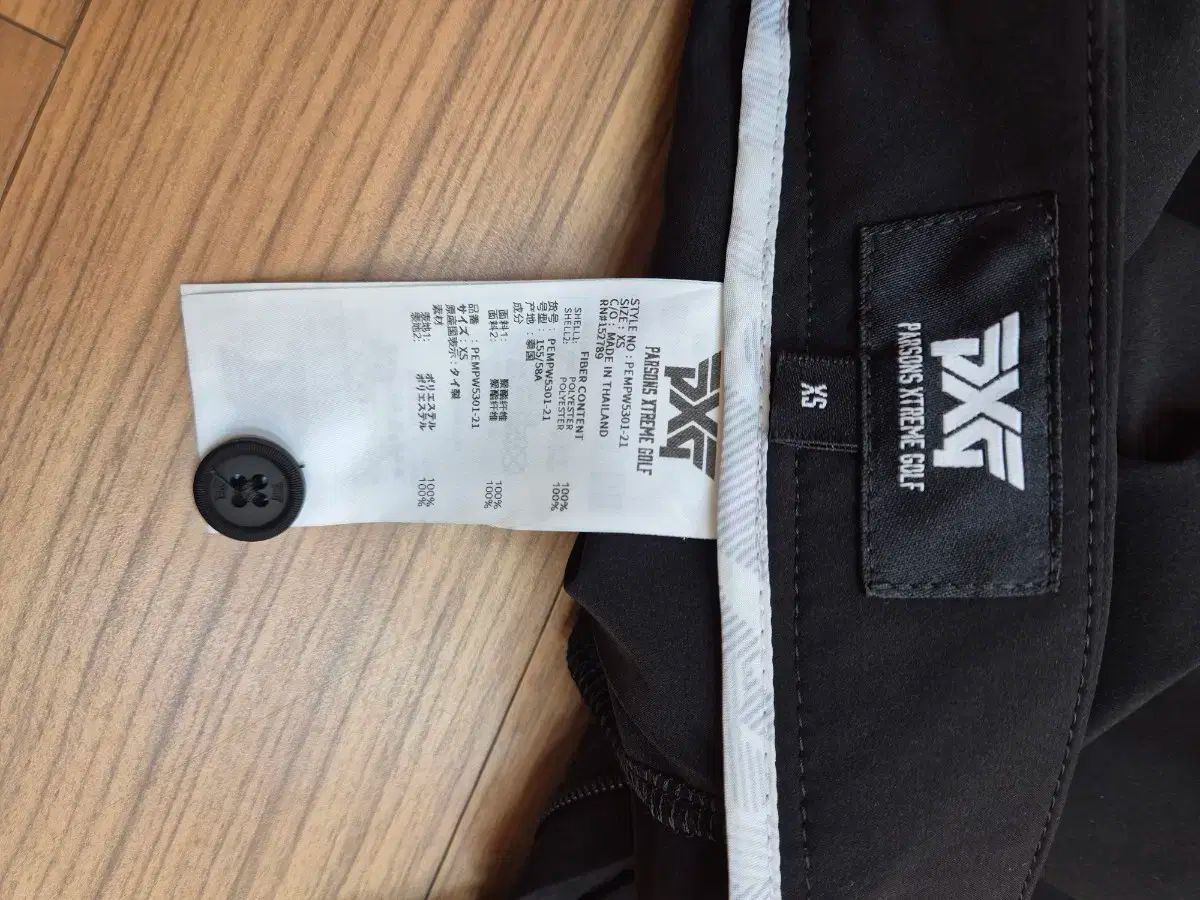 PXG
PARSONS XTREME GOLF
XS
PXG
PARSONS XTREME GOLF
STYLE NO : PEMPW5301-21
SIZE : XS
C/O : MADE IN THAILAND
RN#152789
FIBER CONTENT
SHELL1: POLYESTER 100%
SHELL2: POLYESTER 100%
货号: PEMPW5301-21
号型: 155/58A
产地: 泰国
成分
面料1: 聚酯纤维 100%
面料2: 聚酯纤维 100%
品番 : PEMPW5301-21
サイズ : XS
原産国表示 : タイ製
素材
表地1: ポリエステル 100%
表地2: ポリエステル 100%